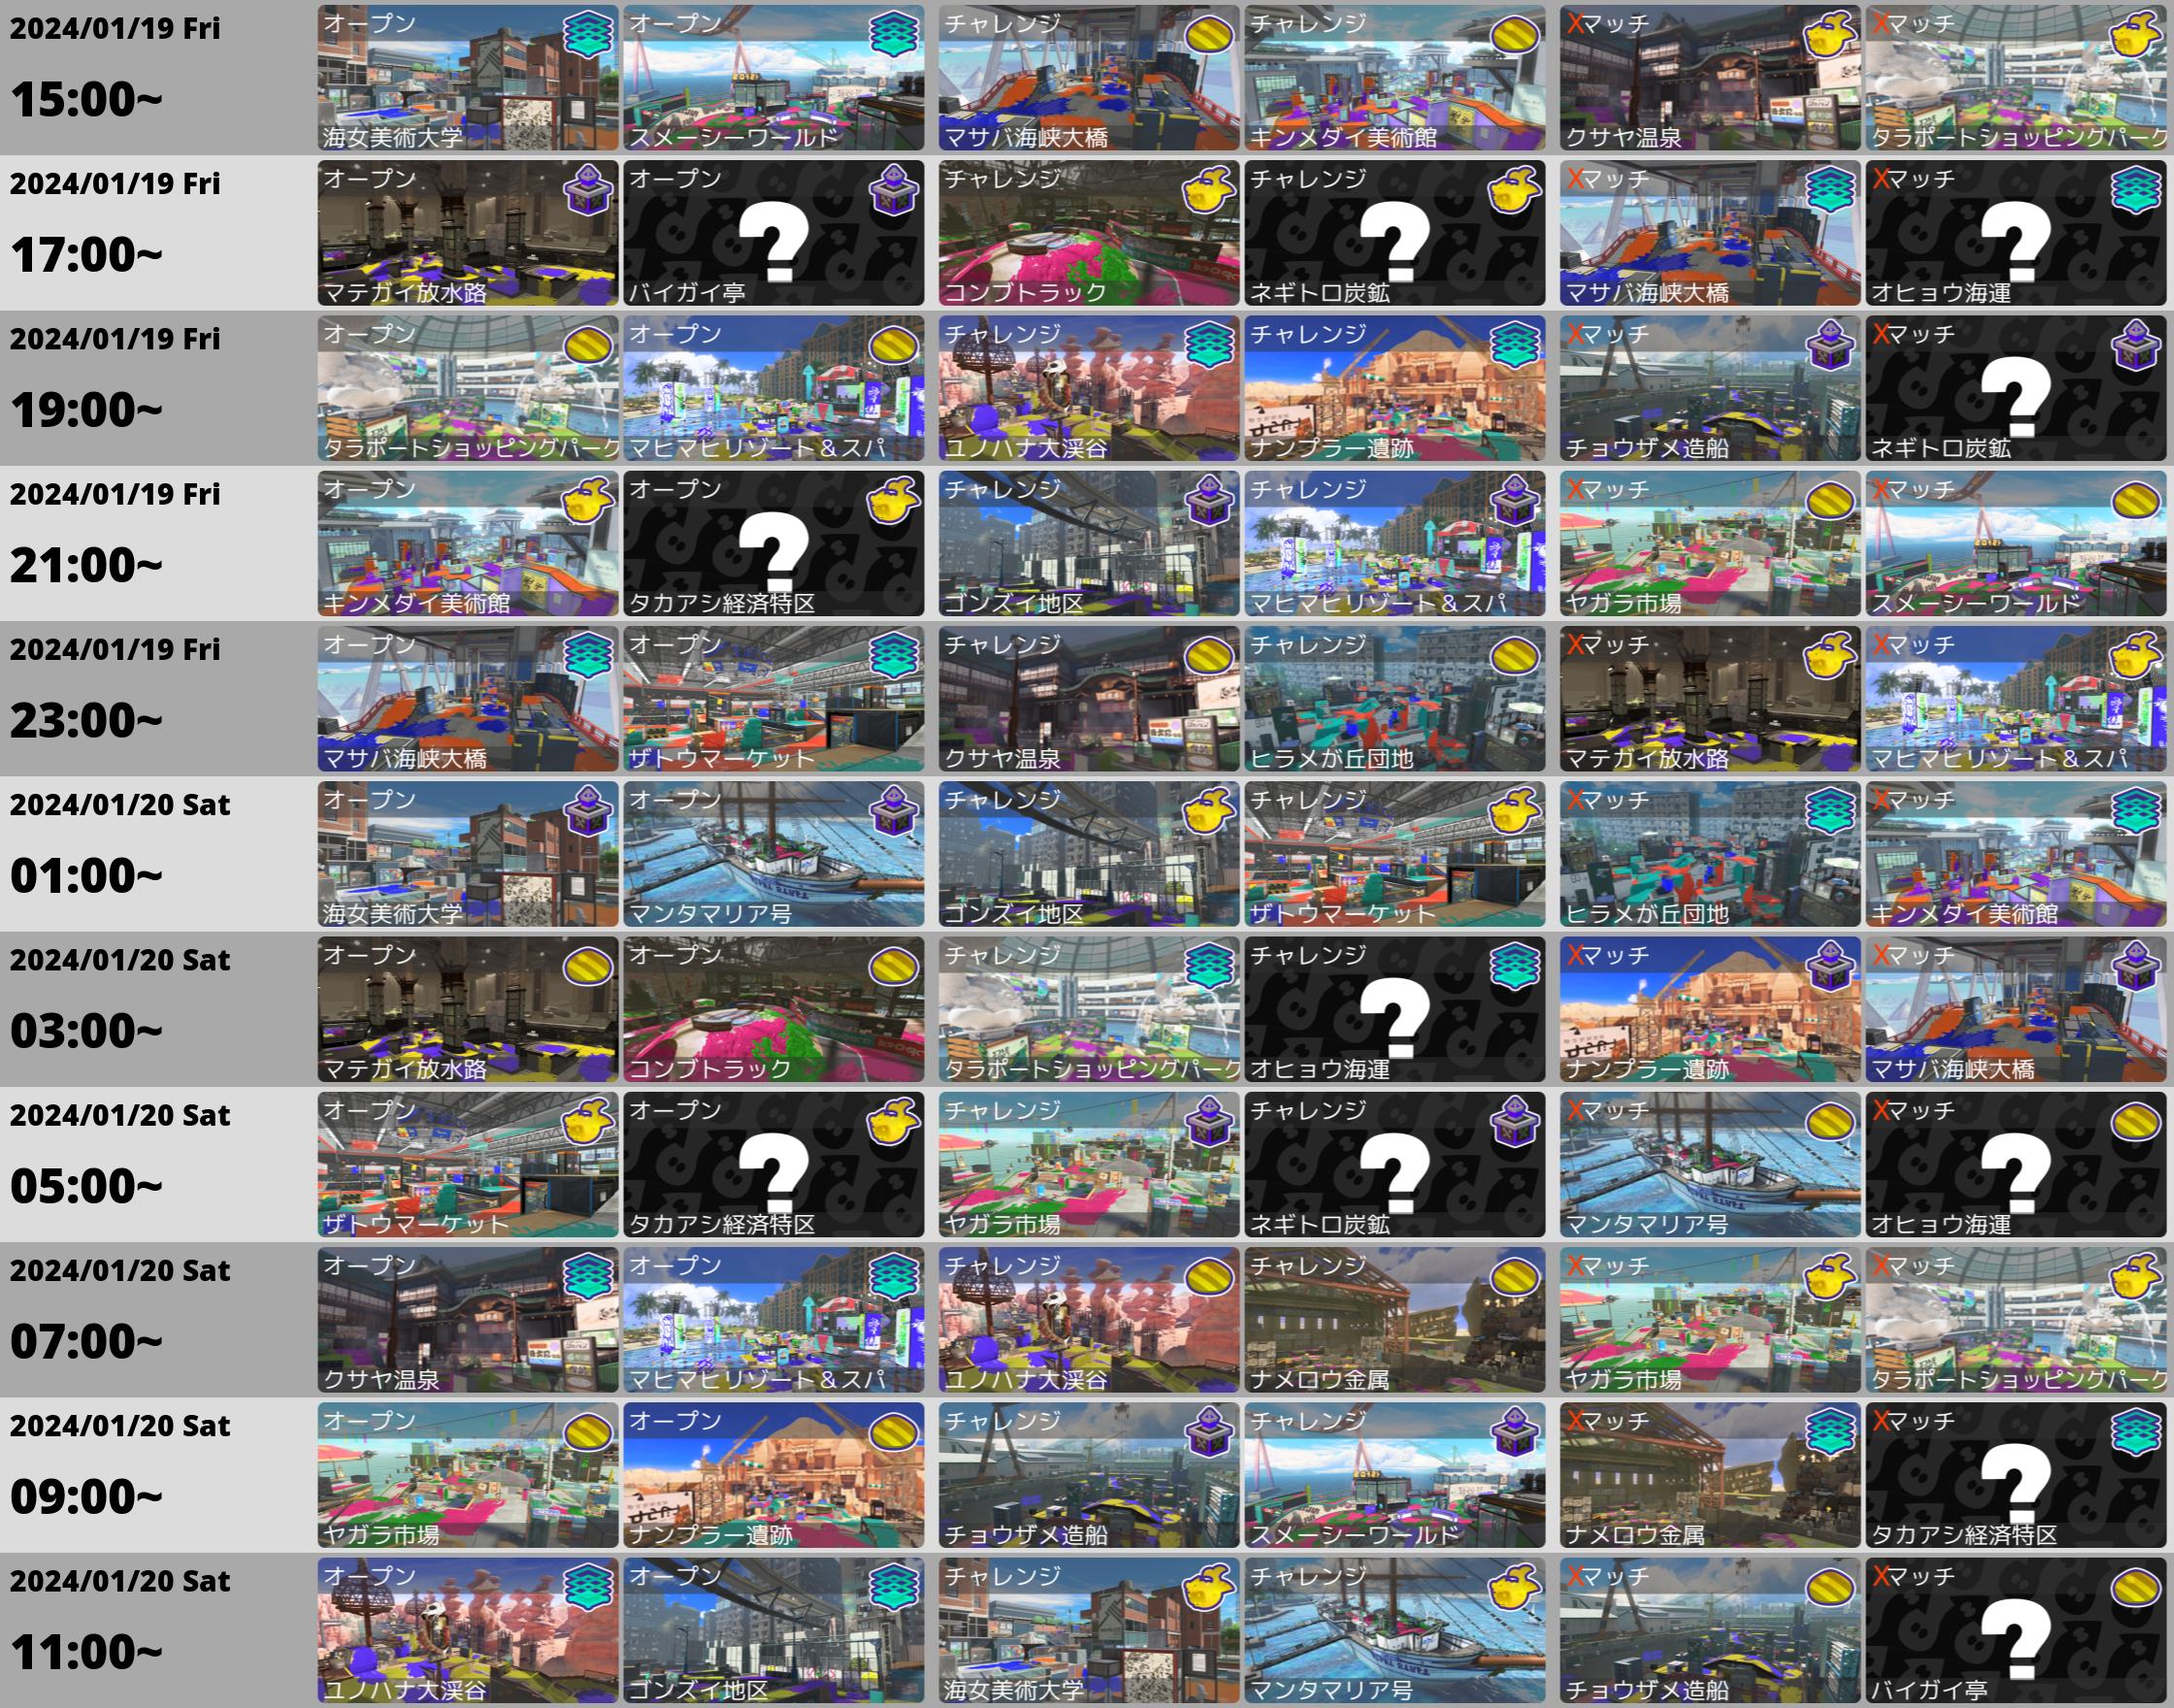 2024/01/19 Fri
15:00~
オープン
海女美術大学
オープン
スメーシーワールド
チャレンジ
マサバ海峡大橋
チャレンジ
キンメダイ美術館
Xマッチ
クサヤ温泉
Xマッチ
タラポートショッピングパーク
2024/01/19 Fri
17:00~
オープン
マテガイ放水路
オープン
?
バイガイ亭
チャレンジ
コンブトラック
チャレンジ
?
ネギトロ炭鉱
Xマッチ
マサバ海峡大橋
Xマッチ
?
オヒョウ海運
2024/01/19 Fri
19:00~
オープン
タラポートショッピングパーク
オープン
マヒマヒリゾート&スパ
チャレンジ
ユノハナ大渓谷
チャレンジ
ナンプラー遺跡
Xマッチ
チョウザメ造船
Xマッチ
?
ネギトロ炭鉱
2024/01/19 Fri
21:00~
オープン
キンメダイ美術館
オープン
?
タカアシ経済特区
チャレンジ
ゴンズイ地区
チャレンジ
マヒマヒリゾート&スパ
Xマッチ
ヤガラ市場
Xマッチ
スメーシーワールド
2024/01/19 Fri
23:00~
オープン
マサバ海峡大橋
オープン
ザトウマーケット
チャレンジ
クサヤ温泉
チャレンジ
ヒラメが丘団地
Xマッチ
マテガイ放水路
Xマッチ
マヒマヒリゾート&スパ
2024/01/20 Sat
01:00~
オープン
海女美術大学
オープン
マンタマリア号
チャレンジ
ゴンズイ地区
チャレンジ
ザトウマーケット
Xマッチ
ヒラメが丘団地
Xマッチ
キンメダイ美術館
2024/01/20 Sat
03:00~
オープン
マテガイ放水路
オープン
コンブトラック
チャレンジ
タラポートショッピングパーク
チャレンジ
?
オヒョウ海運
Xマッチ
ナンプラー遺跡
Xマッチ
マサバ海峡大橋
2024/01/20 Sat
05:00~
オープン
ザトウマーケット
オープン
?
タカアシ経済特区
チャレンジ
ヤガラ市場
チャレンジ
?
ネギトロ炭鉱
Xマッチ
マンタマリア号
Xマッチ
?
オヒョウ海運
2024/01/20 Sat
07:00~
オープン
クサヤ温泉
オープン
マヒマヒリゾート&スパ
チャレンジ
ユノハナ大渓谷
チャレンジ
ナメロウ金属
Xマッチ
ヤガラ市場
Xマッチ
タラポートショッピングパーク
2024/01/20 Sat
09:00~
オープン
ヤガラ市場
オープン
ナンプラー遺跡
チャレンジ
チョウザメ造船
チャレンジ
スメーシーワールド
Xマッチ
ナメロウ金属
Xマッチ
?
タカアシ経済特区
2024/01/20 Sat
11:00~
オープン
ユノハナ大渓谷
オープン
ゴンズイ地区
チャレンジ
海女美術大学
チャレンジ
マンタマリア号
Xマッチ
チョウザメ造船
Xマッチ
?
バイガイ亭